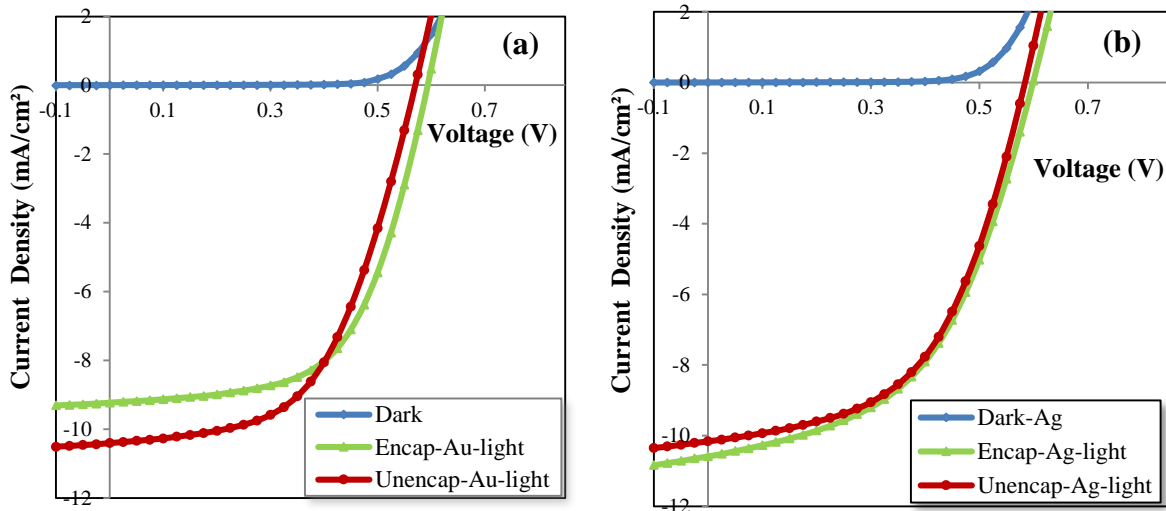 (a)
2
0
-2
-4
-6
-8
-10
-12
-0.1
0.1
0.3
0.5
0.7
Voltage (V)
Current Density (mA/cm²)
Dark
Encap-Au-light
Unencap-Au-light
(b)
2
0
-2
-4
-6
-8
-10
-12
-0.1
0.1
0.3
0.5
0.7
Voltage (V)
Current Density (mA/cm²)
Dark-Ag
Encap-Ag-light
Unencap-Ag-light